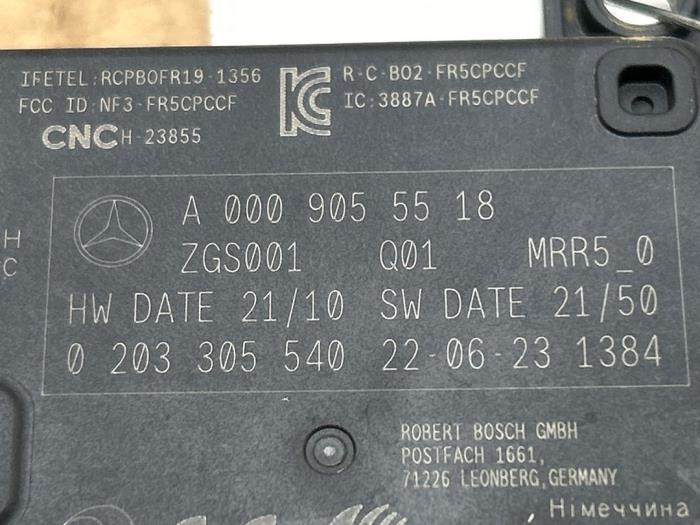 IFETEL:RCPBOFR19-1356
FCC ID:NF3-FR5CPCCF
CNC H-23855
R-C-BO2-FR5CPCCF
IC:3887A-FR5CPCCF
A 000 905 55 18
ZGS001 Q01 MRR5_0
H
C
HW DATE 21/10 SW DATE 21/50
0 203 305 540 22-06-23 1384
ROBERT BOSCH GMBH
POSTFACH 1661,
71226 LEONBERG,GERMANY
Німеччина